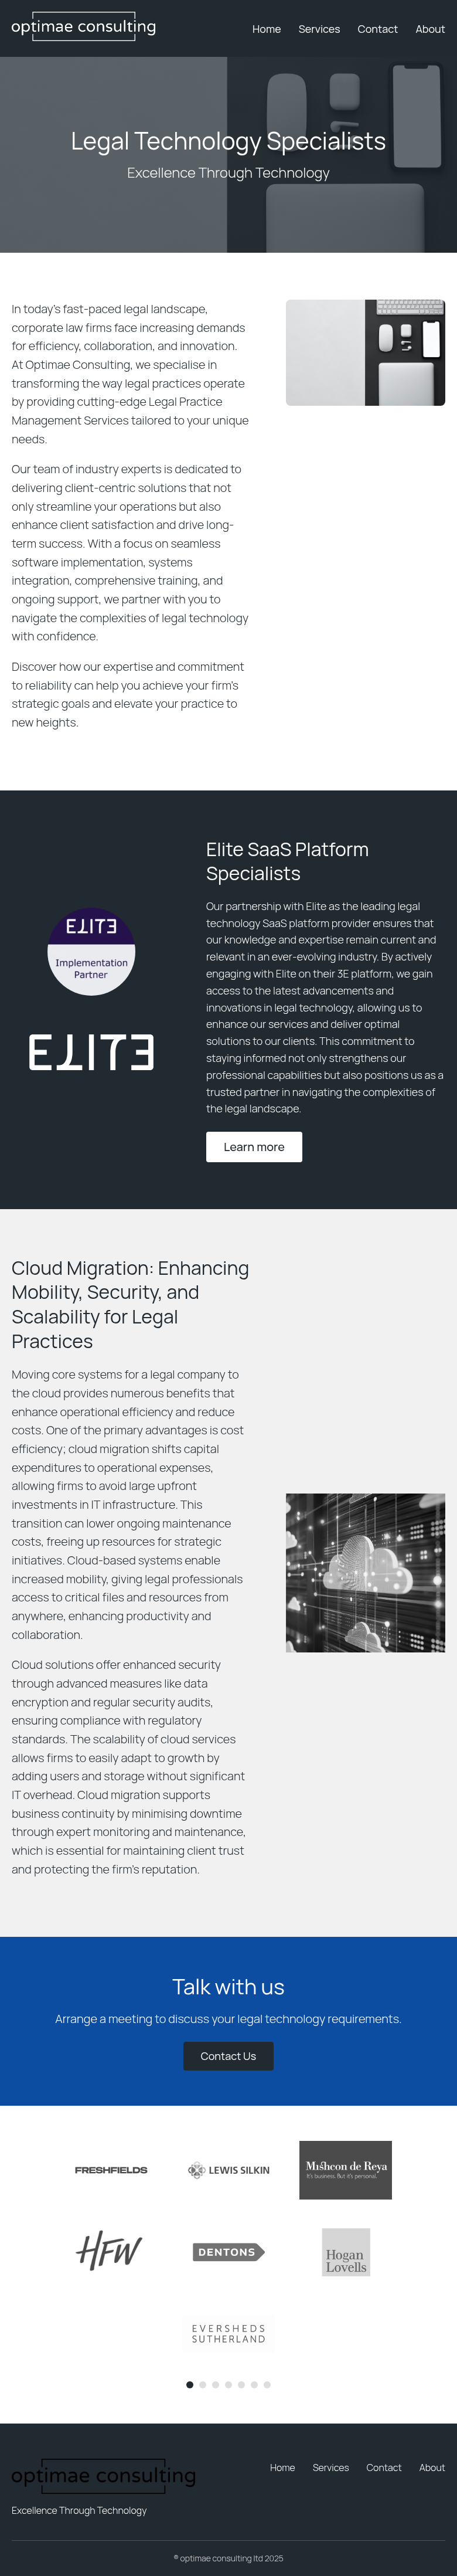 optimae consulting
Home Services Contact About
Legal Technology Specialists
Excellence Through Technology
In today's fast-paced legal landscape,
corporate law firms face increasing demands
for efficiency, collaboration, and innovation.
At Optimae Consulting, we specialise in
transforming the way legal practices operate
by providing cutting-edge Legal Practice
Management Services tailored to your unique
needs.
Our team of industry experts is dedicated to
delivering client-centric solutions that not
only streamline your operations but also
enhance client satisfaction and drive long-
term success. With a focus on seamless
software implementation, systems
integration, comprehensive training, and
ongoing support, we partner with you to
navigate the complexities of legal technology
with confidence.
Discover how our expertise and commitment
to reliability can help you achieve your firm's
strategic goals and elevate your practice to
new heights.
ELITE
Implementation
Partner
ELITE
Elite SaaS Platform
Specialists
Our partnership with Elite as the leading legal
technology SaaS platform provider ensures that
our knowledge and expertise remain current and
relevant in an ever-evolving industry. By actively
engaging with Elite on their 3E platform, we gain
access to the latest advancements and
innovations in legal technology, allowing us to
enhance our services and deliver optimal
solutions to our clients. This commitment to
staying informed not only strengthens our
professional capabilities but also positions us as a
trusted partner in navigating the complexities of
the legal landscape.
Learn more
Cloud Migration: Enhancing
Mobility, Security, and
Scalability for Legal
Practices
Moving core systems for a legal company to
the cloud provides numerous benefits that
enhance operational efficiency and reduce
costs. One of the primary advantages is cost
efficiency; cloud migration shifts capital
expenditures to operational expenses,
allowing firms to avoid large upfront
investments in IT infrastructure. This
transition can lower ongoing maintenance
costs, freeing up resources for strategic
initiatives. Cloud-based systems enable
increased mobility, giving legal professionals
access to critical files and resources from
anywhere, enhancing productivity and
collaboration.
Cloud solutions offer enhanced security
through advanced measures like data
encryption and regular security audits,
ensuring compliance with regulatory
standards. The scalability of cloud services
allows firms to easily adapt to growth by
adding users and storage without significant
IT overhead. Cloud migration supports
business continuity by minimising downtime
through expert monitoring and maintenance,
which is essential for maintaining client trust
and protecting the firm's reputation.
Talk with us
Arrange a meeting to discuss your legal technology requirements.
Contact Us
FRESHFIELDS
LEWIS SILKIN
Mishcon de Reya
It's business. But it's personal.
HFW
DENTONS
Hogan
Lovells
EVERSHEDS
SUTHERLAND
optimae consulting
Home Services Contact About
Excellence Through Technology
® optimae consulting ltd 2025